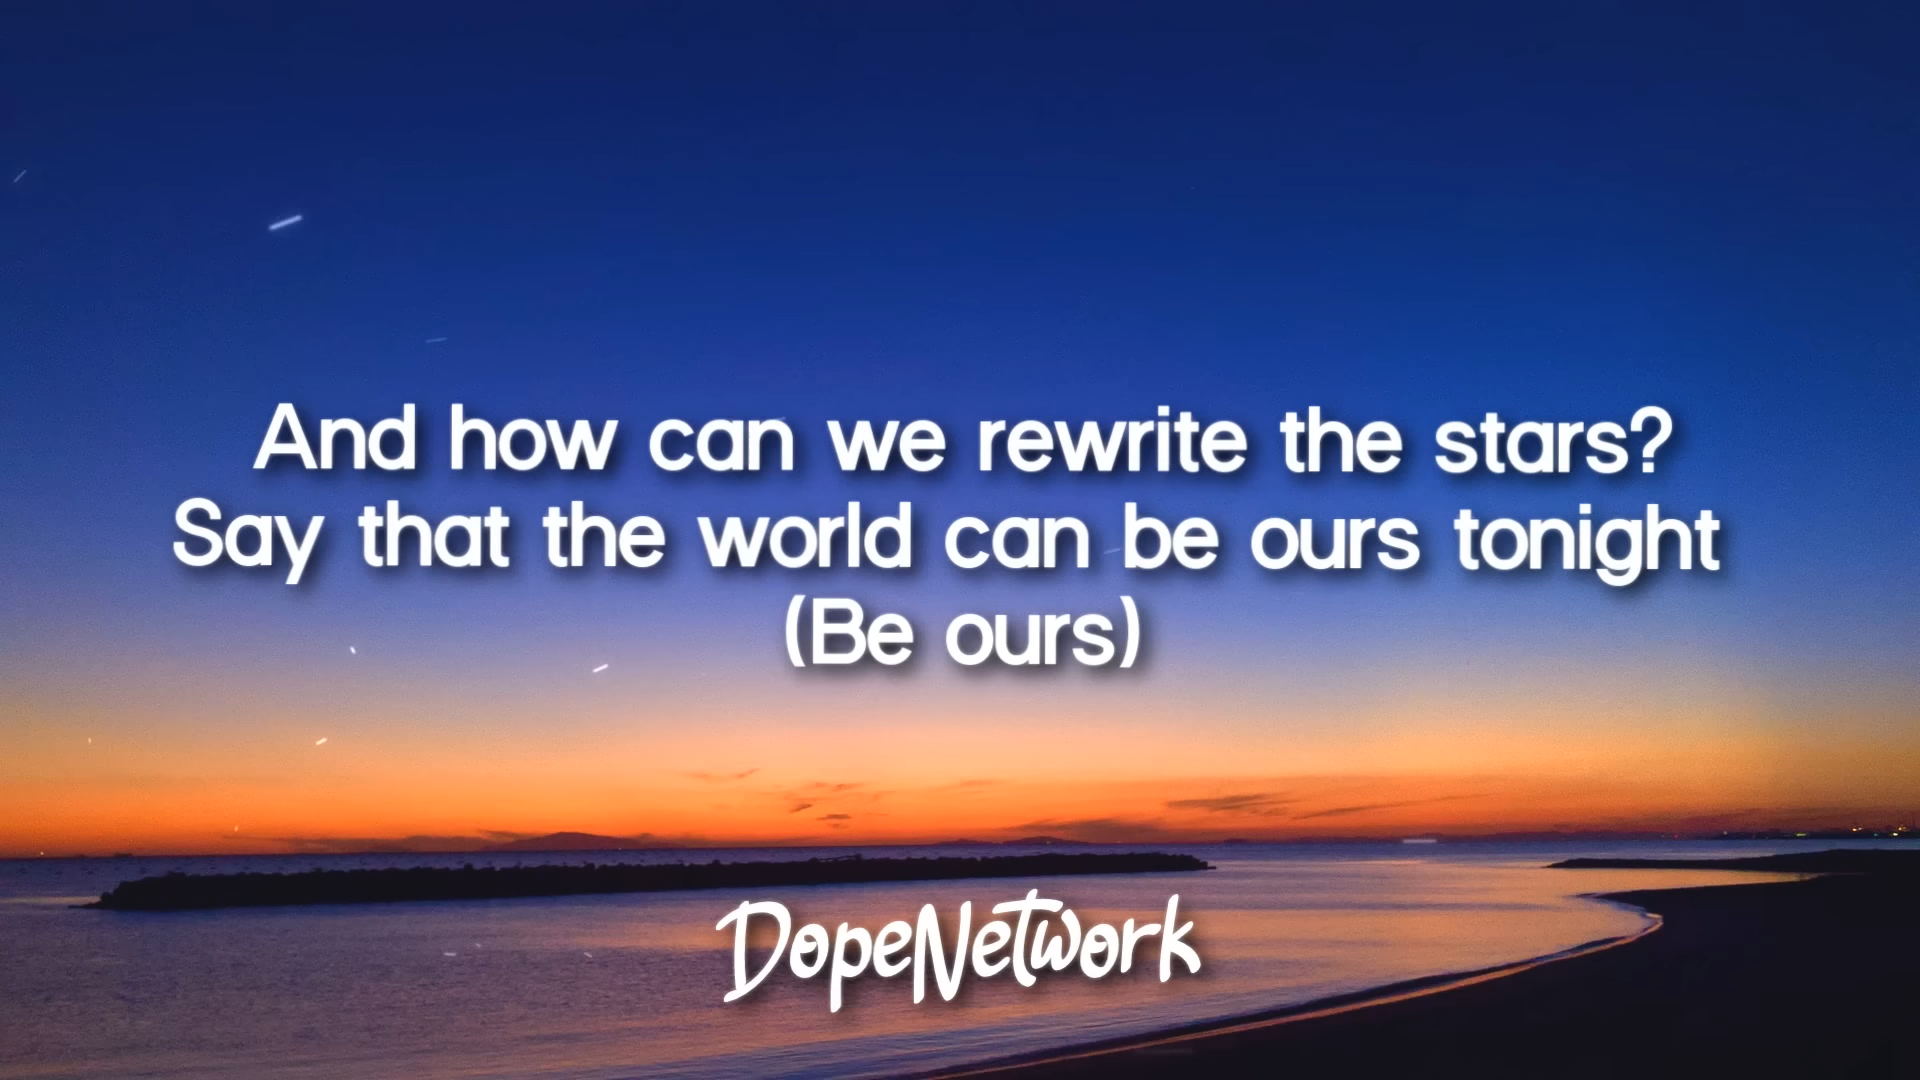 And how can we rewrite the stars?
Say that the world can be ours tonight
(Be ours)
DopeNetwork